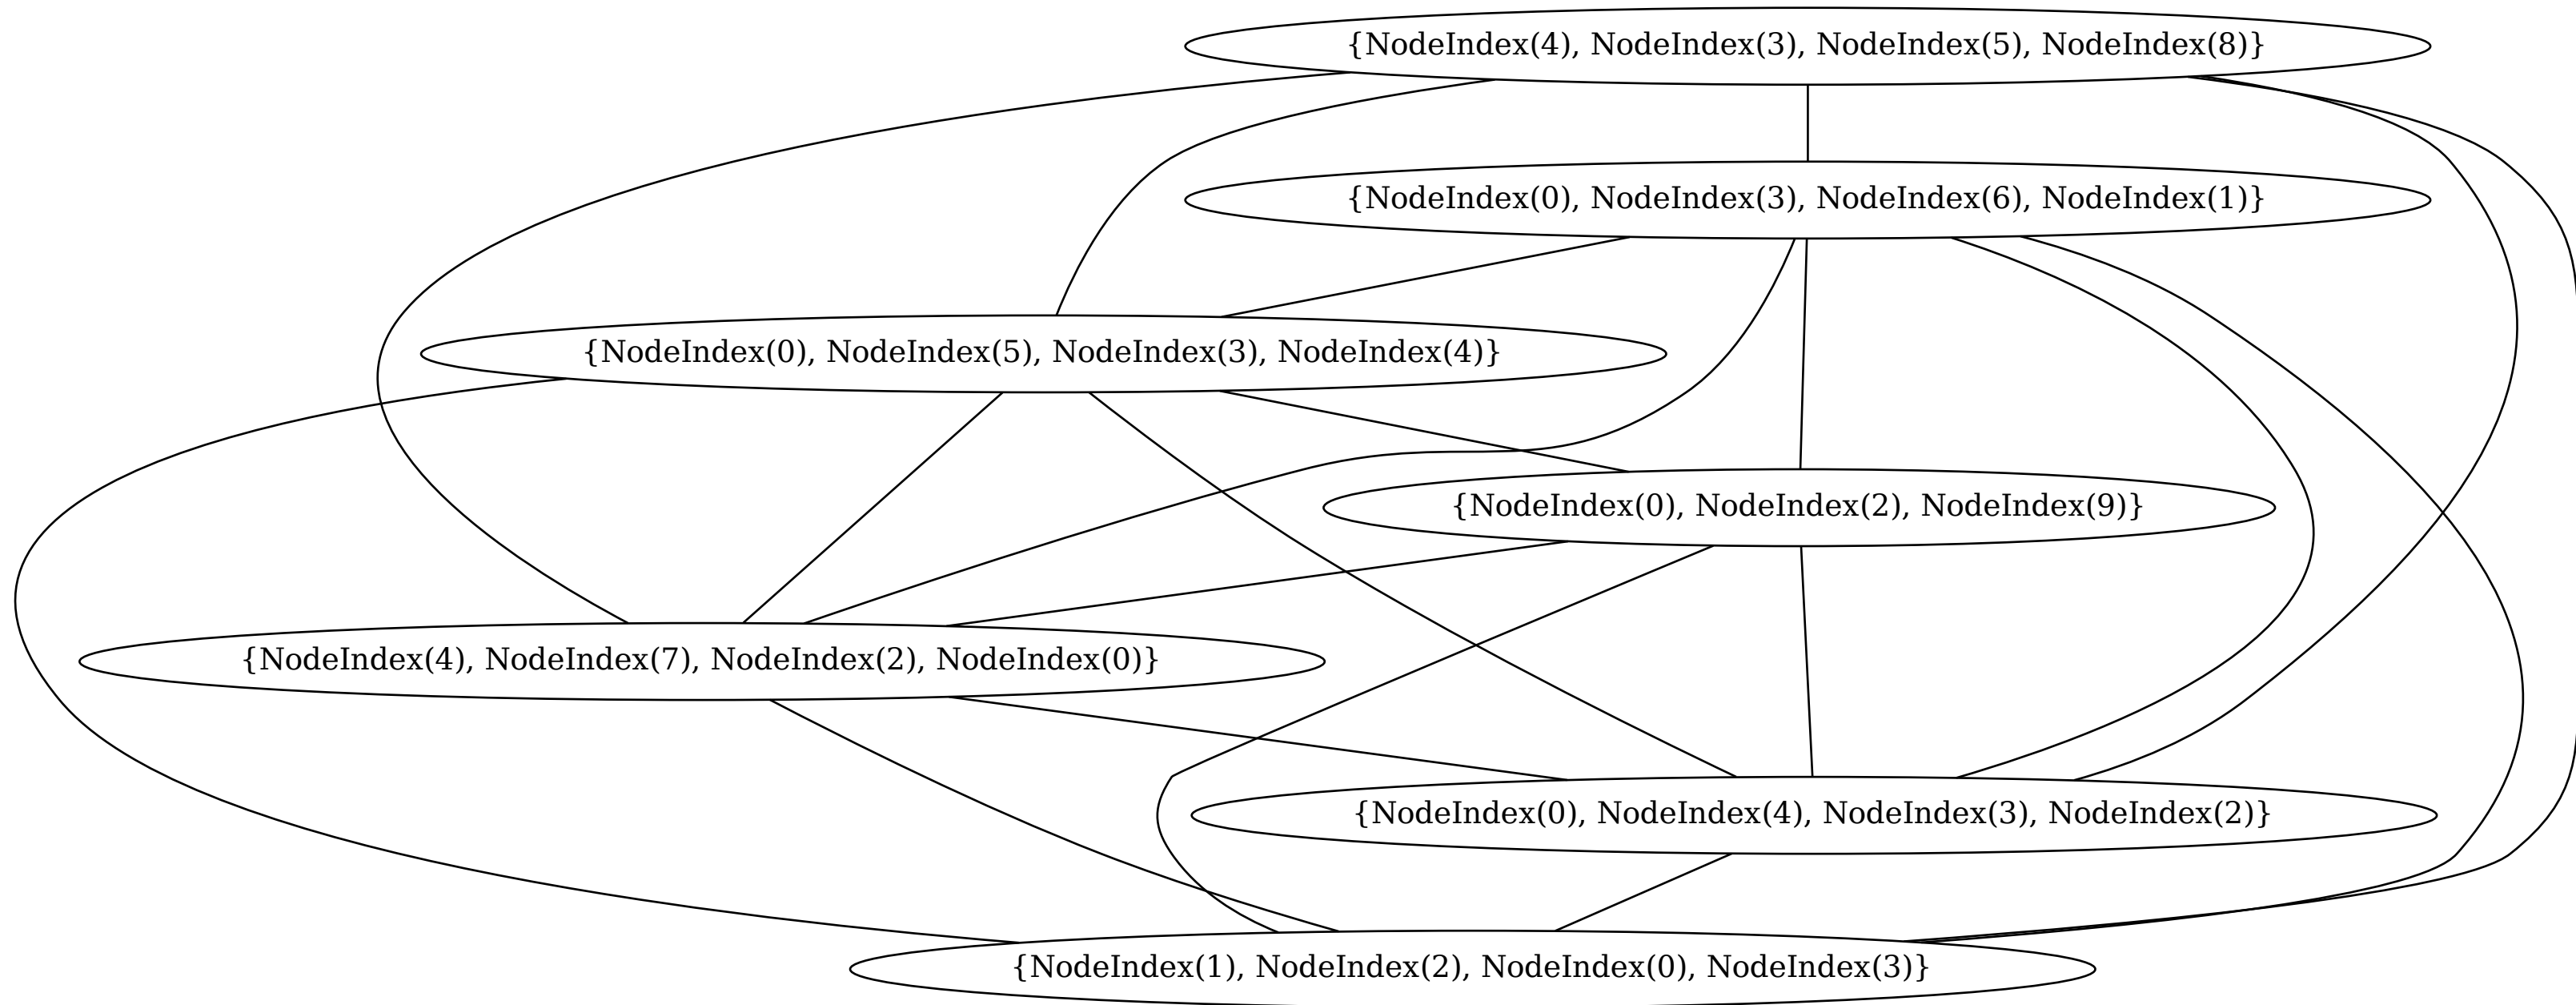 {NodeIndex(4), NodeIndex(3), NodeIndex(5), NodeIndex(8)}
{NodeIndex(0), NodeIndex(3), NodeIndex(6), NodeIndex(1)}
{NodeIndex(0), NodeIndex(5), NodeIndex(3), NodeIndex(4)}
{NodeIndex(0), NodeIndex(2), NodeIndex(9)}
{NodeIndex(4), NodeIndex(7), NodeIndex(2), NodeIndex(0)}
{NodeIndex(0), NodeIndex(4), NodeIndex(3), NodeIndex(2)}
{NodeIndex(1), NodeIndex(2), NodeIndex(0), NodeIndex(3)}